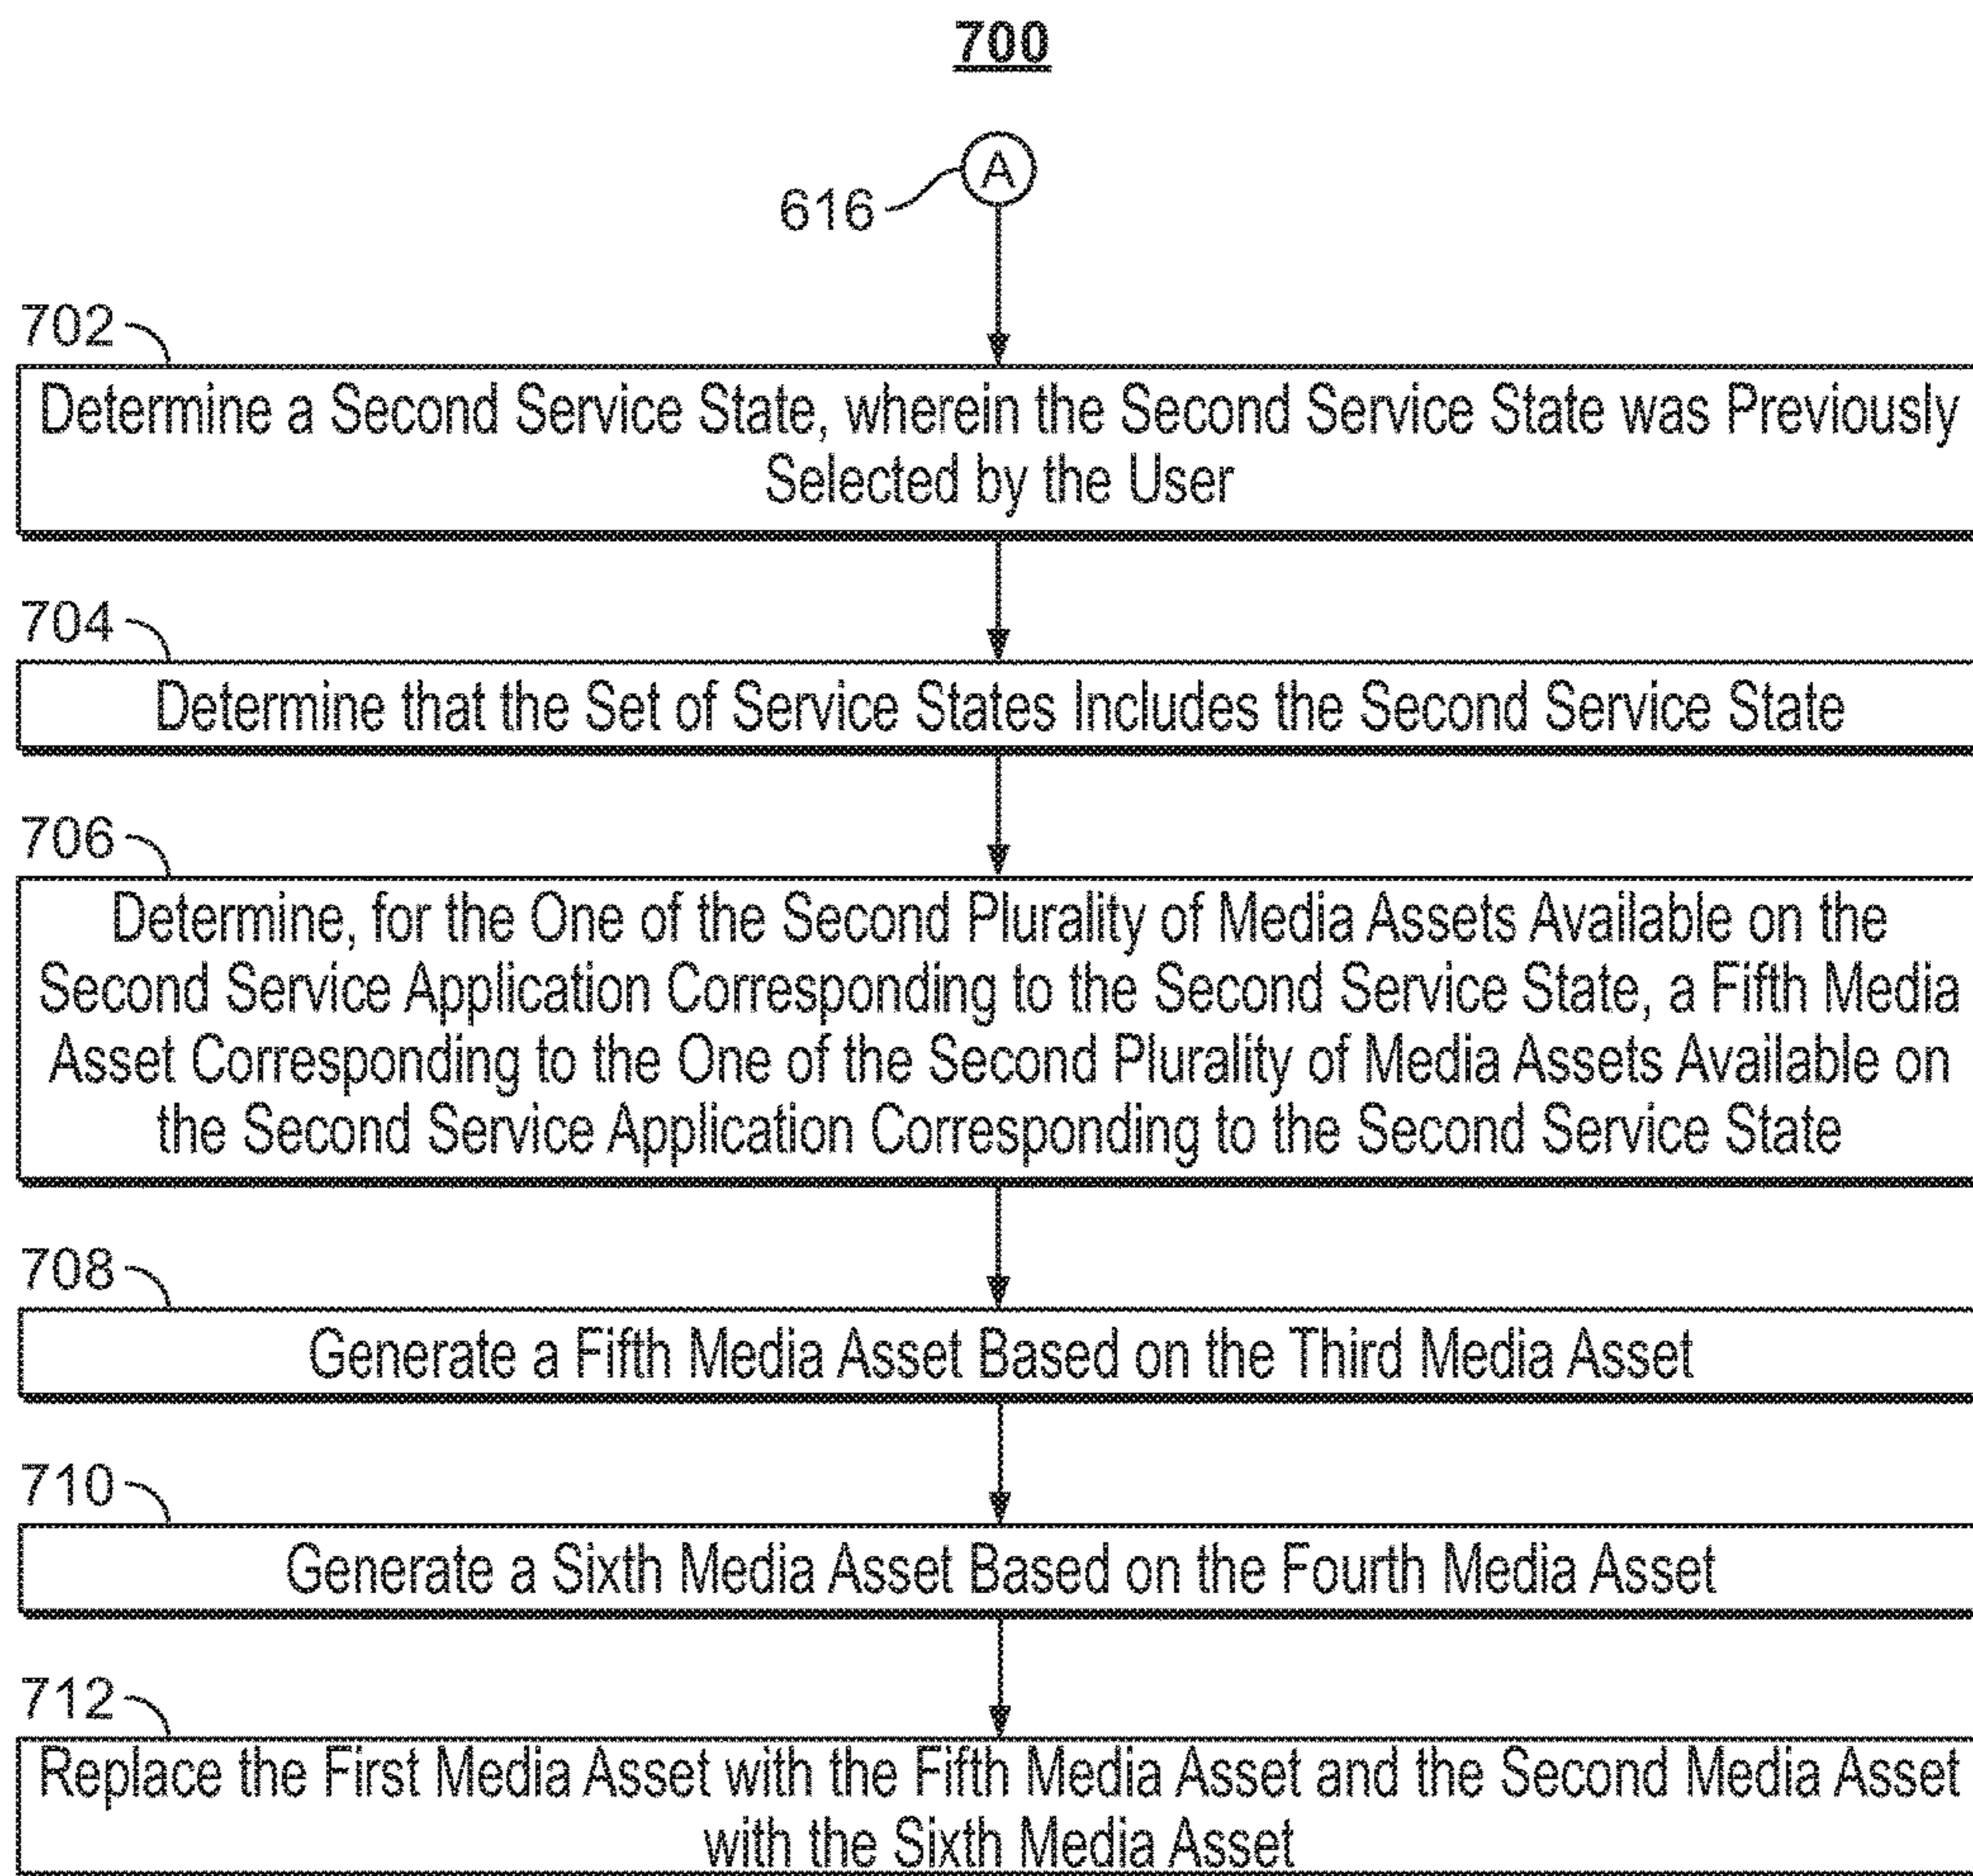 700
A
616
702
Determine a Second Service State, wherein the Second Service State was Previously
Selected by the User
704
Determine that the Set of Service States Includes the Second Service State
706
Determine, for the One of the Second Plurality of Media Assets Available on the
Second Service Application Corresponding to the Second Service State, a Fifth Media
Asset Corresponding to the One of the Second Plurality of Media Assets Available on
the Second Service Application Corresponding to the Second Service State
708
Generate a Fifth Media Asset Based on the Third Media Asset
710
Generate a Sixth Media Asset Based on the Fourth Media Asset
712
Replace the First Media Asset with the Fifth Media Asset and the Second Media Asset
with the Sixth Media Asset